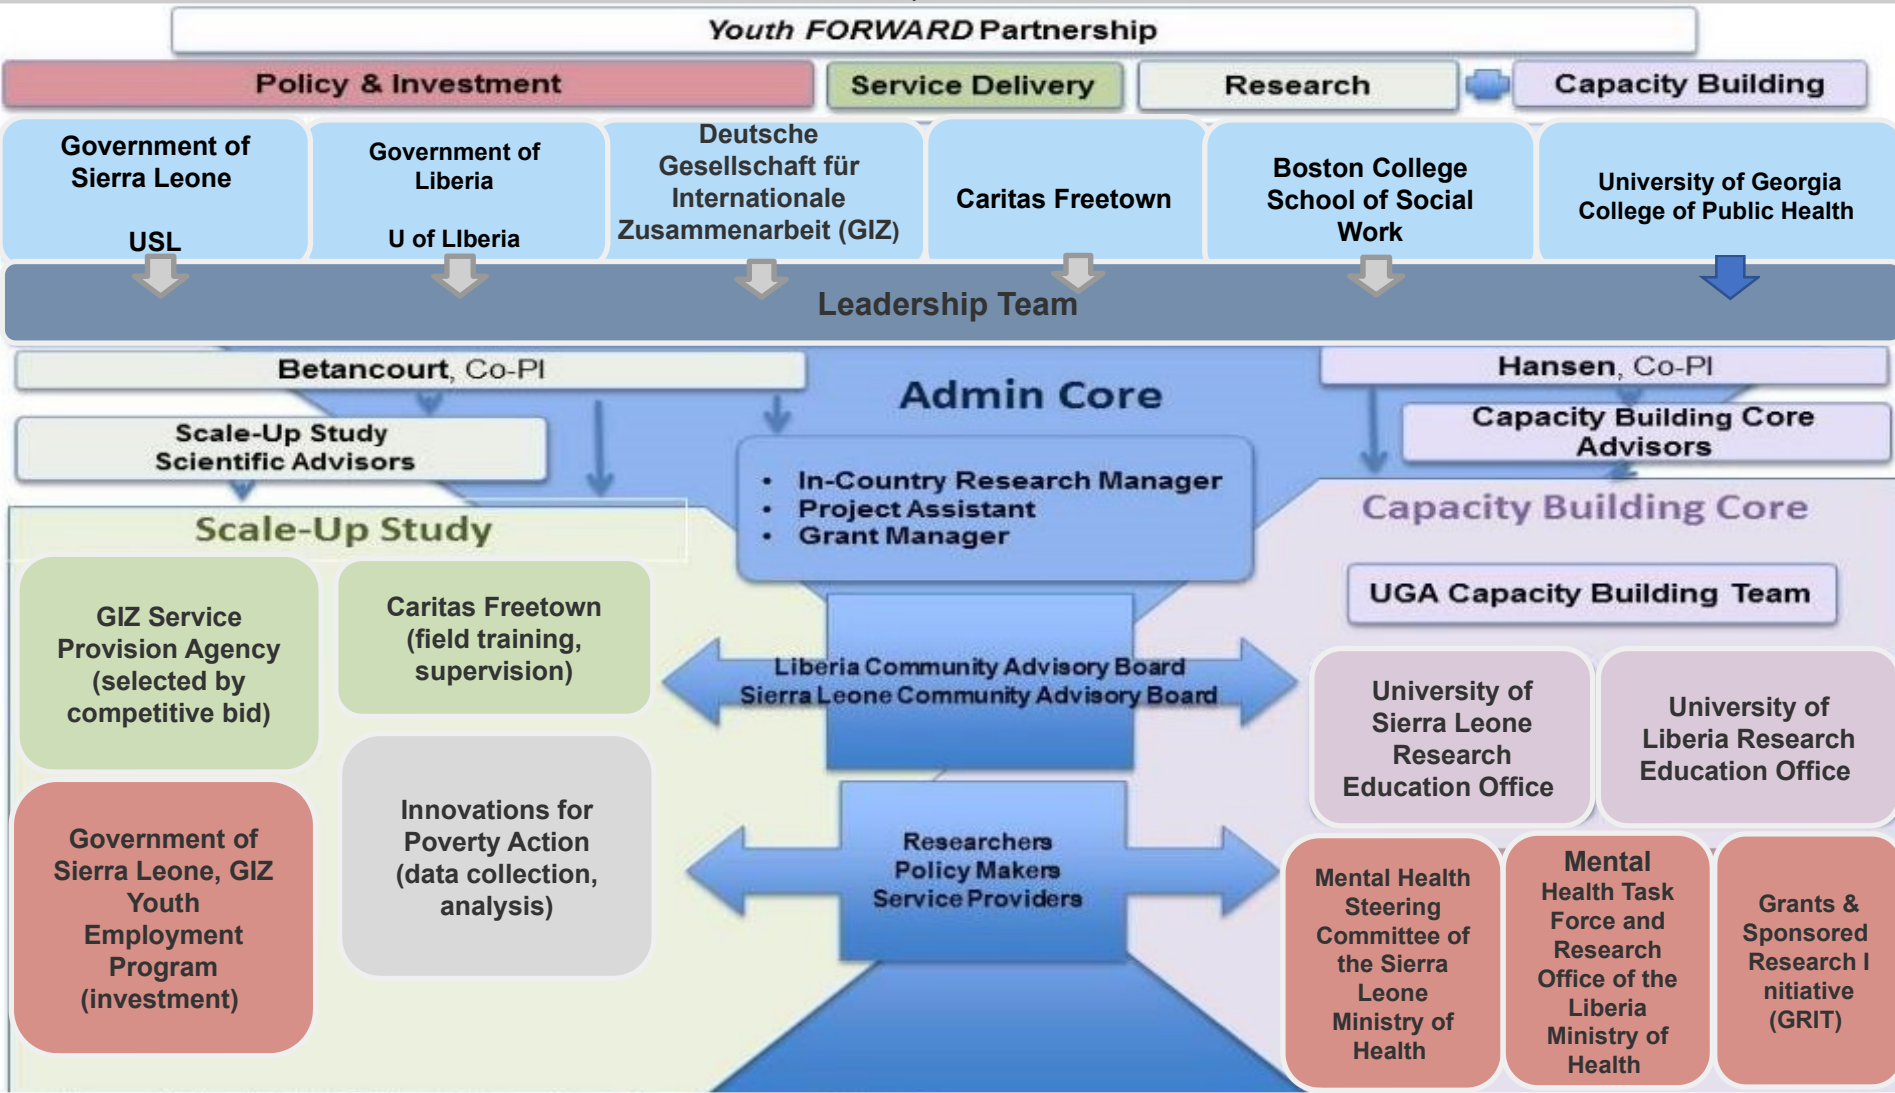 Youth FORWARD Partnership
Policy & Investment
Service Delivery
Research
Capacity Building
Government of
Sierra Leone
USL
Government of
Liberia
U of LIberia
Deutsche
Gesellschaft für
Internationale
Zusammenarbeit (GIZ)
Caritas Freetown
Boston College
School of Social
Work
University of Georgia
College of Public Health
Leadership Team
Betancourt, Co-PI
Admin Core
Hansen, Co-PI
Scale-Up Study
Scientific Advisors
Capacity Building Core
Advisors
• In-Country Research Manager
• Project Assistant
• Grant Manager
Scale-Up Study
GIZ Service
Provision Agency
(selected by
competitive bid)
Caritas Freetown
(field training,
supervision)
Government of
Sierra Leone, GIZ
Youth
Employment
Program
(investment)
Innovations for
Poverty Action
(data collection,
analysis)
Liberia Community Advisory Board
Sierra Leone Community Advisory Board
Researchers
Policy Makers
Service Providers
Capacity Building Core
UGA Capacity Building Team
University of
Sierra Leone
Research
Education Office
University of
Liberia Research
Education Office
Mental Health
Steering
Committee of
the Sierra
Leone
Ministry of
Health
Mental
Health Task
Force and
Research
Office of the
Liberia
Ministry of
Health
Grants &
Sponsored
Research I
nitiative
(GRIT)